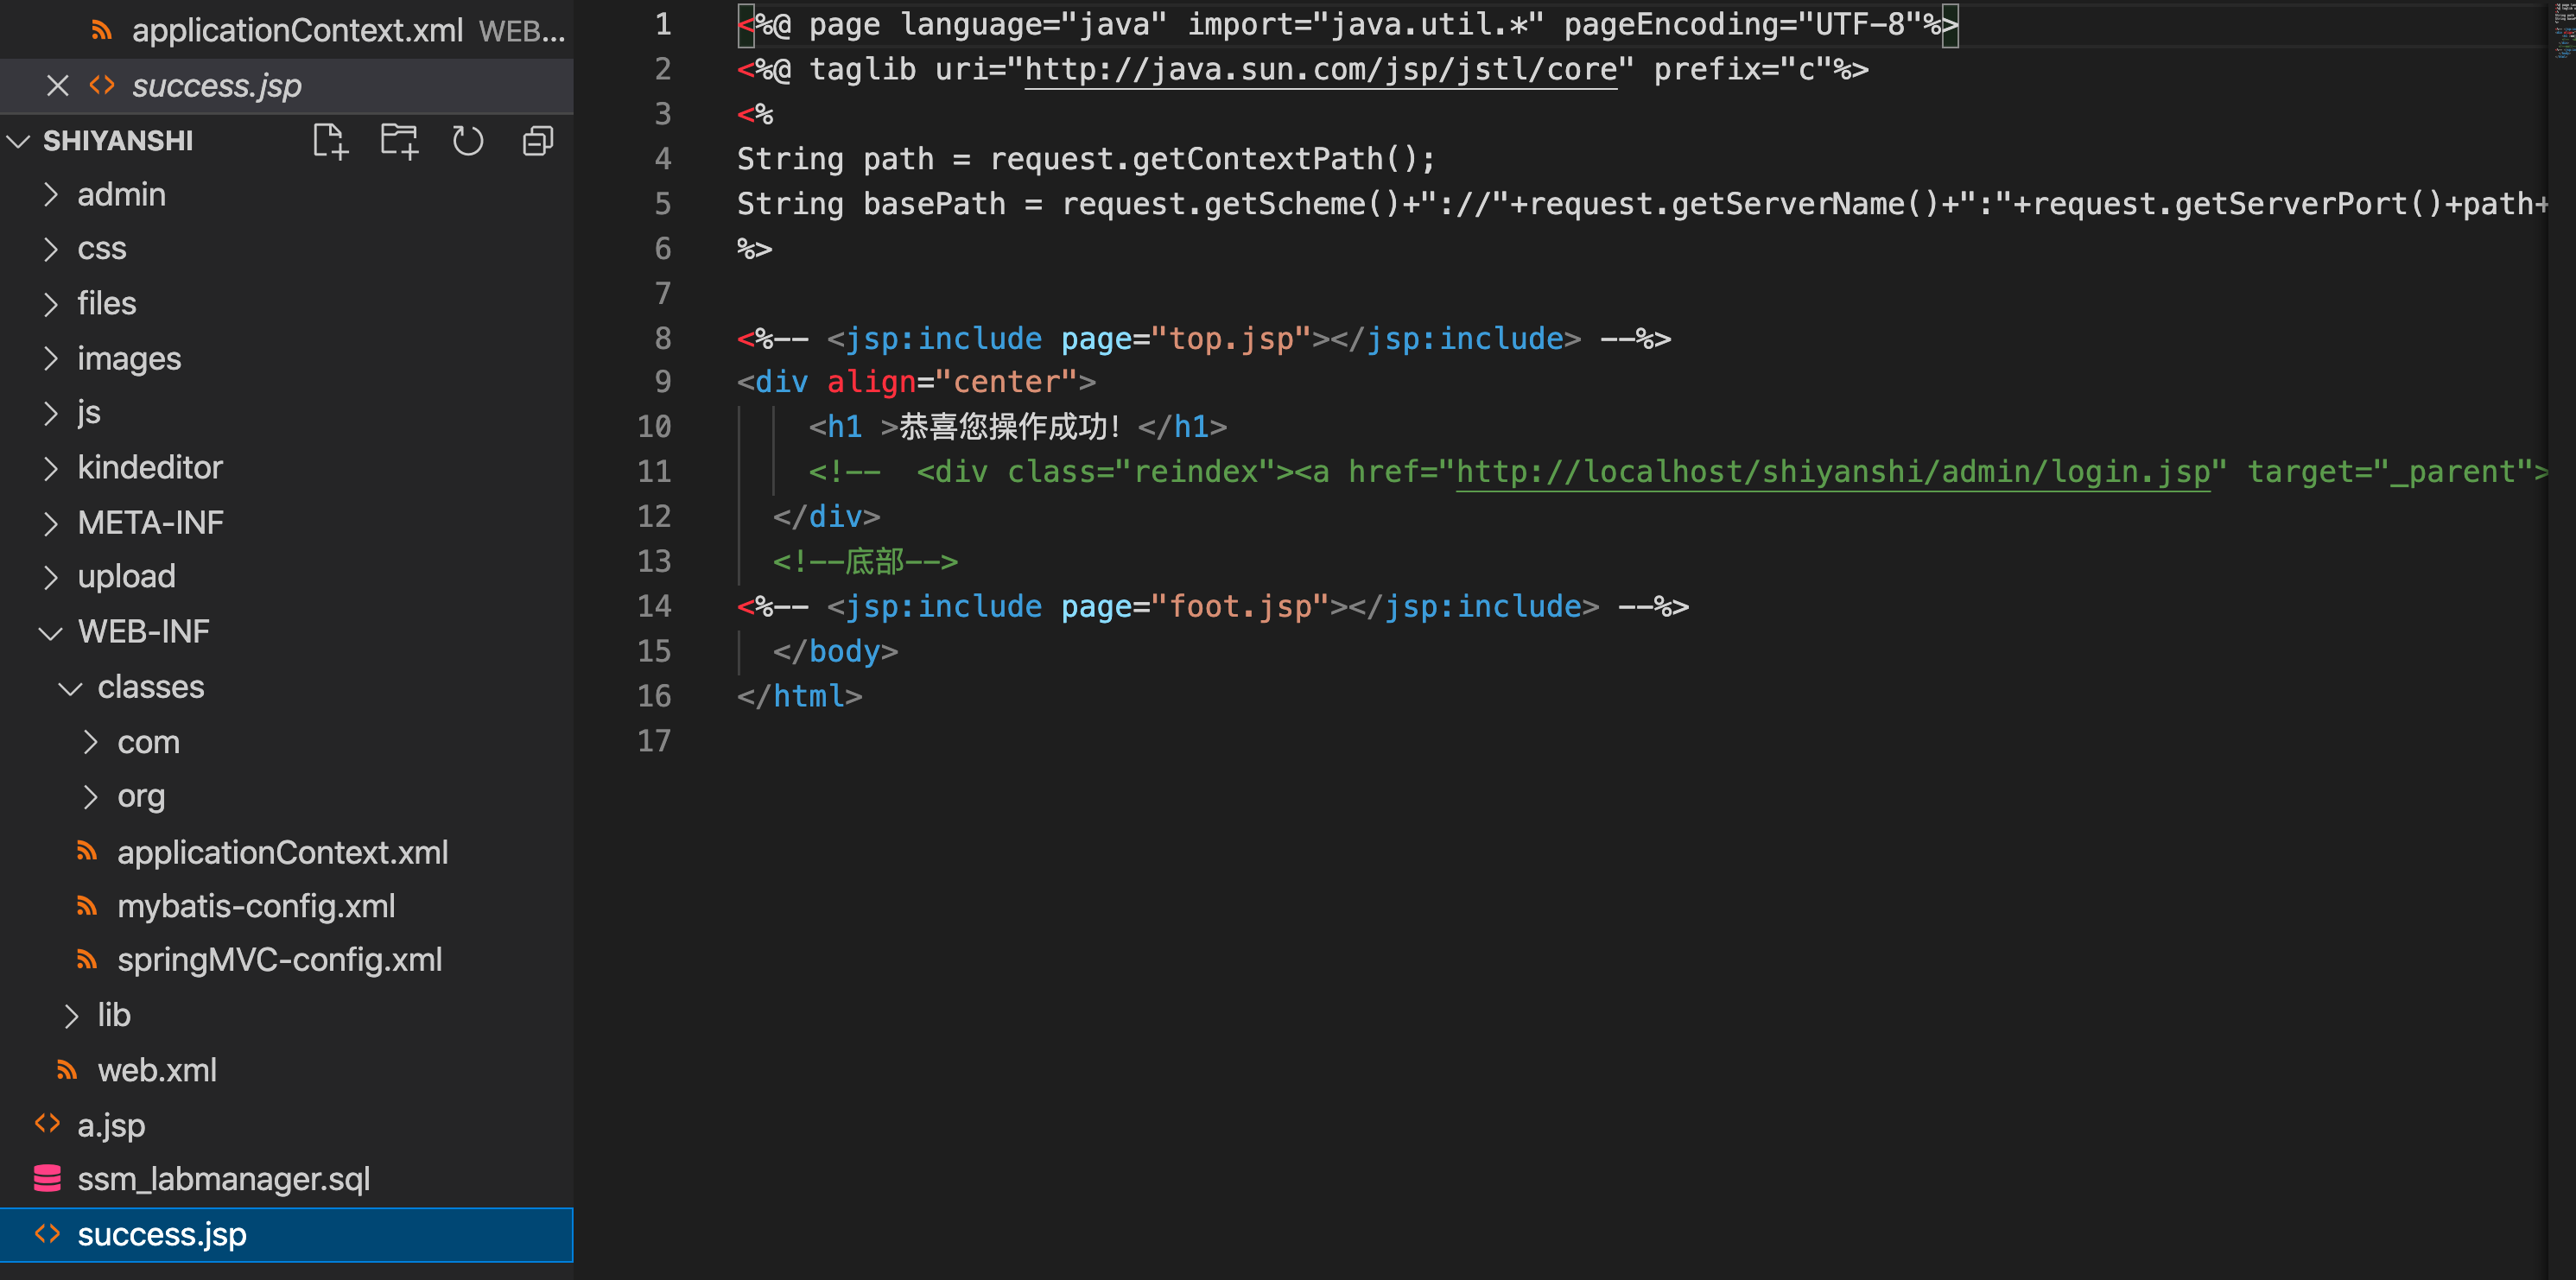 applicationContext.xml WEB...
success.jsp
SHIYANSHI
admin
css
files
images
js
kindeditor
META-INF
upload
WEB-INF
classes
com
org
applicationContext.xml
mybatis-config.xml
springMVC-config.xml
lib
web.xml
a.jsp
ssm_labmanager.sql
success.jsp
1 <%@ page language="java" import="java.util.*" pageEncoding="UTF-8"%>
2 <%@ taglib uri="http://java.sun.com/jsp/jstl/core" prefix="c"%>
3 <%
4 String path = request.getContextPath();
5 String basePath = request.getScheme()+"://"+request.getServerName()+":"+request.getServerPort()+path+
6 %>
7
8 <%-- <jsp:include page="top.jsp"></jsp:include> --%>
9 <div align="center">
10 <h1 >恭喜您操作成功！</h1>
11 <!-- <div class="reindex"><a href="http://localhost/shiyanshi/admin/login.jsp" target="_parent">
12 </div>
13 <!--底部-->
14 <%-- <jsp:include page="foot.jsp"></jsp:include> --%>
15 </body>
16 </html>
17